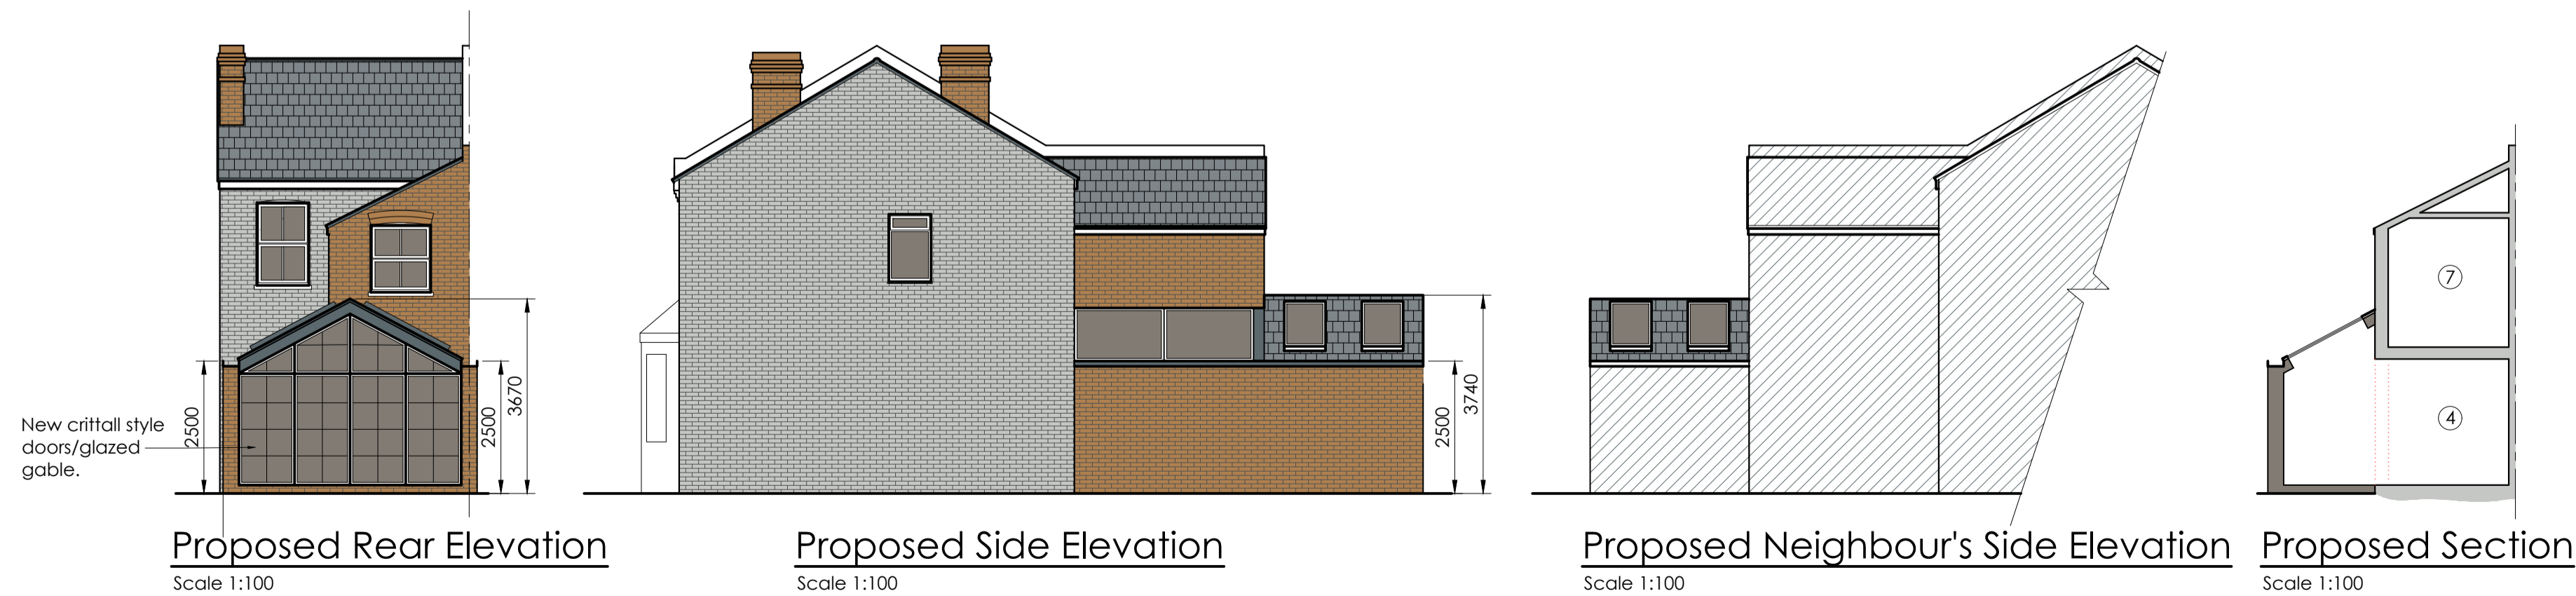 New crittall style
doors/glazed
gable.
2500
2500
3670
Proposed Rear Elevation
Scale 1:100
2500
3740
Proposed Side Elevation
Scale 1:100
Proposed Neighbour's Side Elevation
Scale 1:100
7
4
Proposed Section
Scale 1:100